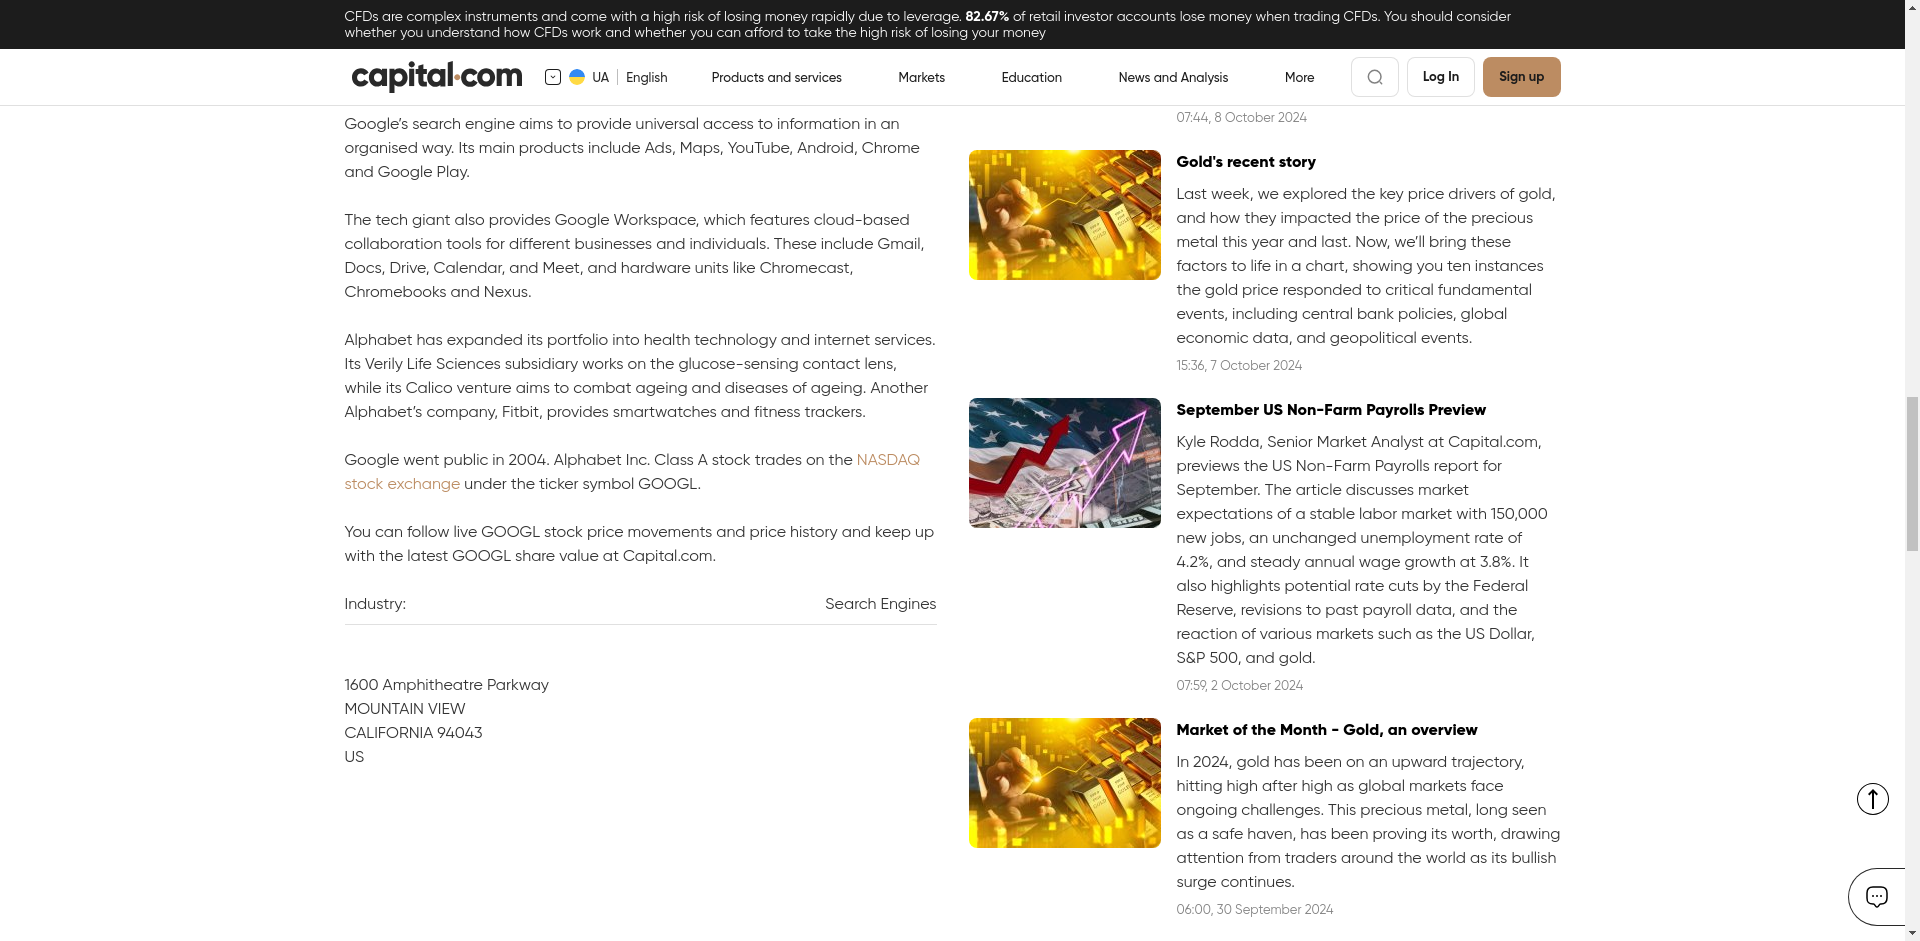 CFDs are complex instruments and come with a high risk of losing money rapidly due to leverage. 82.67% of retail investor accounts lose money when trading CFDs. You should consider
whether you understand how CFDs work and whether you can afford to take the high risk of losing your money
capital.com
UA | English
Products and services
Markets
Education
News and Analysis
More
Log In
Sign up
Google’s search engine aims to provide universal access to information in an
organised way. Its main products include Ads, Maps, YouTube, Android, Chrome
and Google Play.
The tech giant also provides Google Workspace, which features cloud-based
collaboration tools for different businesses and individuals. These include Gmail,
Docs, Drive, Calendar, and Meet, and hardware units like Chromecast,
Chromebooks and Nexus.
Alphabet has expanded its portfolio into health technology and internet services.
Its Verily Life Sciences subsidiary works on the glucose-sensing contact lens,
while its Calico venture aims to combat ageing and diseases of ageing. Another
Alphabet’s company, Fitbit, provides smartwatches and fitness trackers.
Google went public in 2004. Alphabet Inc. Class A stock trades on the NASDAQ
stock exchange under the ticker symbol GOOGL.
You can follow live GOOGL stock price movements and price history and keep up
with the latest GOOGL share value at Capital.com.
Industry: Search Engines
1600 Amphitheatre Parkway
MOUNTAIN VIEW
CALIFORNIA 94043
US
07:44, 8 October 2024
Gold's recent story
Last week, we explored the key price drivers of gold,
and how they impacted the price of the precious
metal this year and last. Now, we’ll bring these
factors to life in a chart, showing you ten instances
the gold price responded to critical fundamental
events, including central bank policies, global
economic data, and geopolitical events.
15:36, 7 October 2024
September US Non-Farm Payrolls Preview
Kyle Rodda, Senior Market Analyst at Capital.com,
previews the US Non-Farm Payrolls report for
September. The article discusses market
expectations of a stable labor market with 150,000
new jobs, an unchanged unemployment rate of
4.2%, and steady annual wage growth at 3.8%. It
also highlights potential rate cuts by the Federal
Reserve, revisions to past payroll data, and the
reaction of various markets such as the US Dollar,
S&P 500, and gold.
07:59, 2 October 2024
Market of the Month - Gold, an overview
In 2024, gold has been on an upward trajectory,
hitting high after high as global markets face
ongoing challenges. This precious metal, long seen
as a safe haven, has been proving its worth, drawing
attention from traders around the world as its bullish
surge continues.
06:00, 30 September 2024